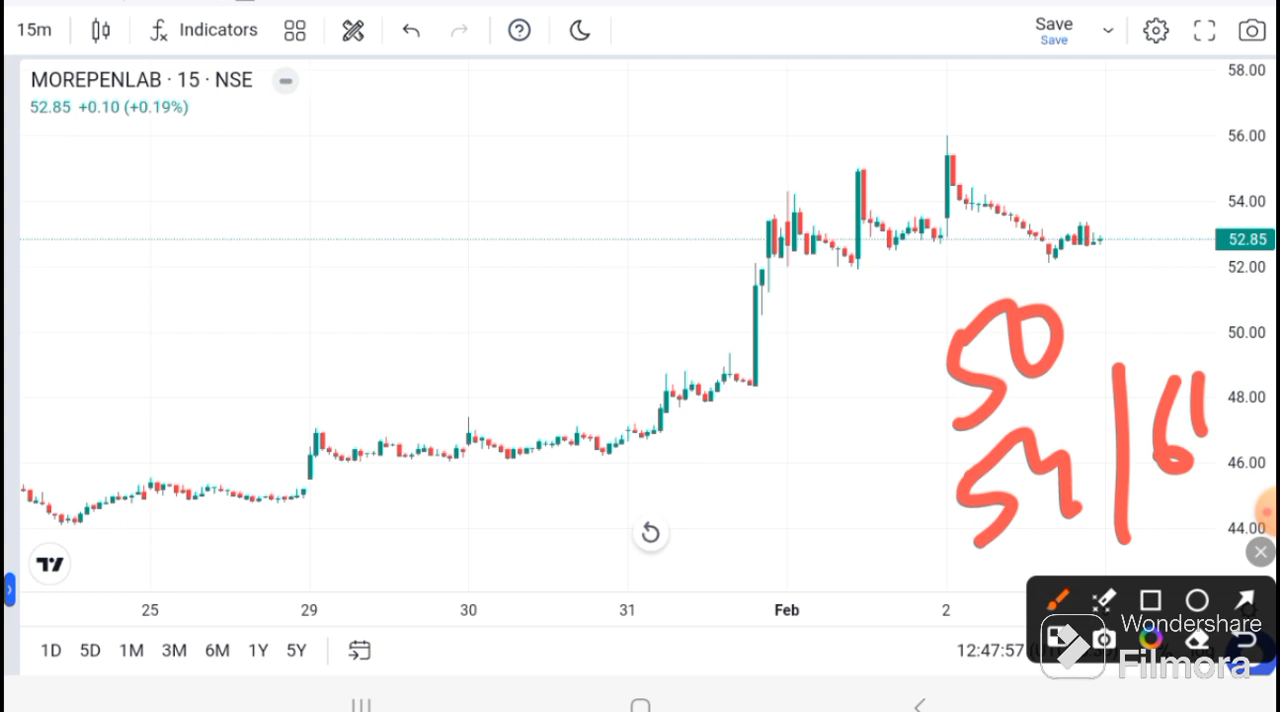 15m Indicators Save
Save
MOREPENLAB · 15 · NSE
52.85 +0.10 (+0.19%)
58.00
56.00
54.00
52.85
52.00
50.00
48.00
46.00
44.00
50
61
25 29 30 31 Feb 2
1D 5D 1M 3M 6M 1Y 5Y 12:47:57
Wondershare
Filmora